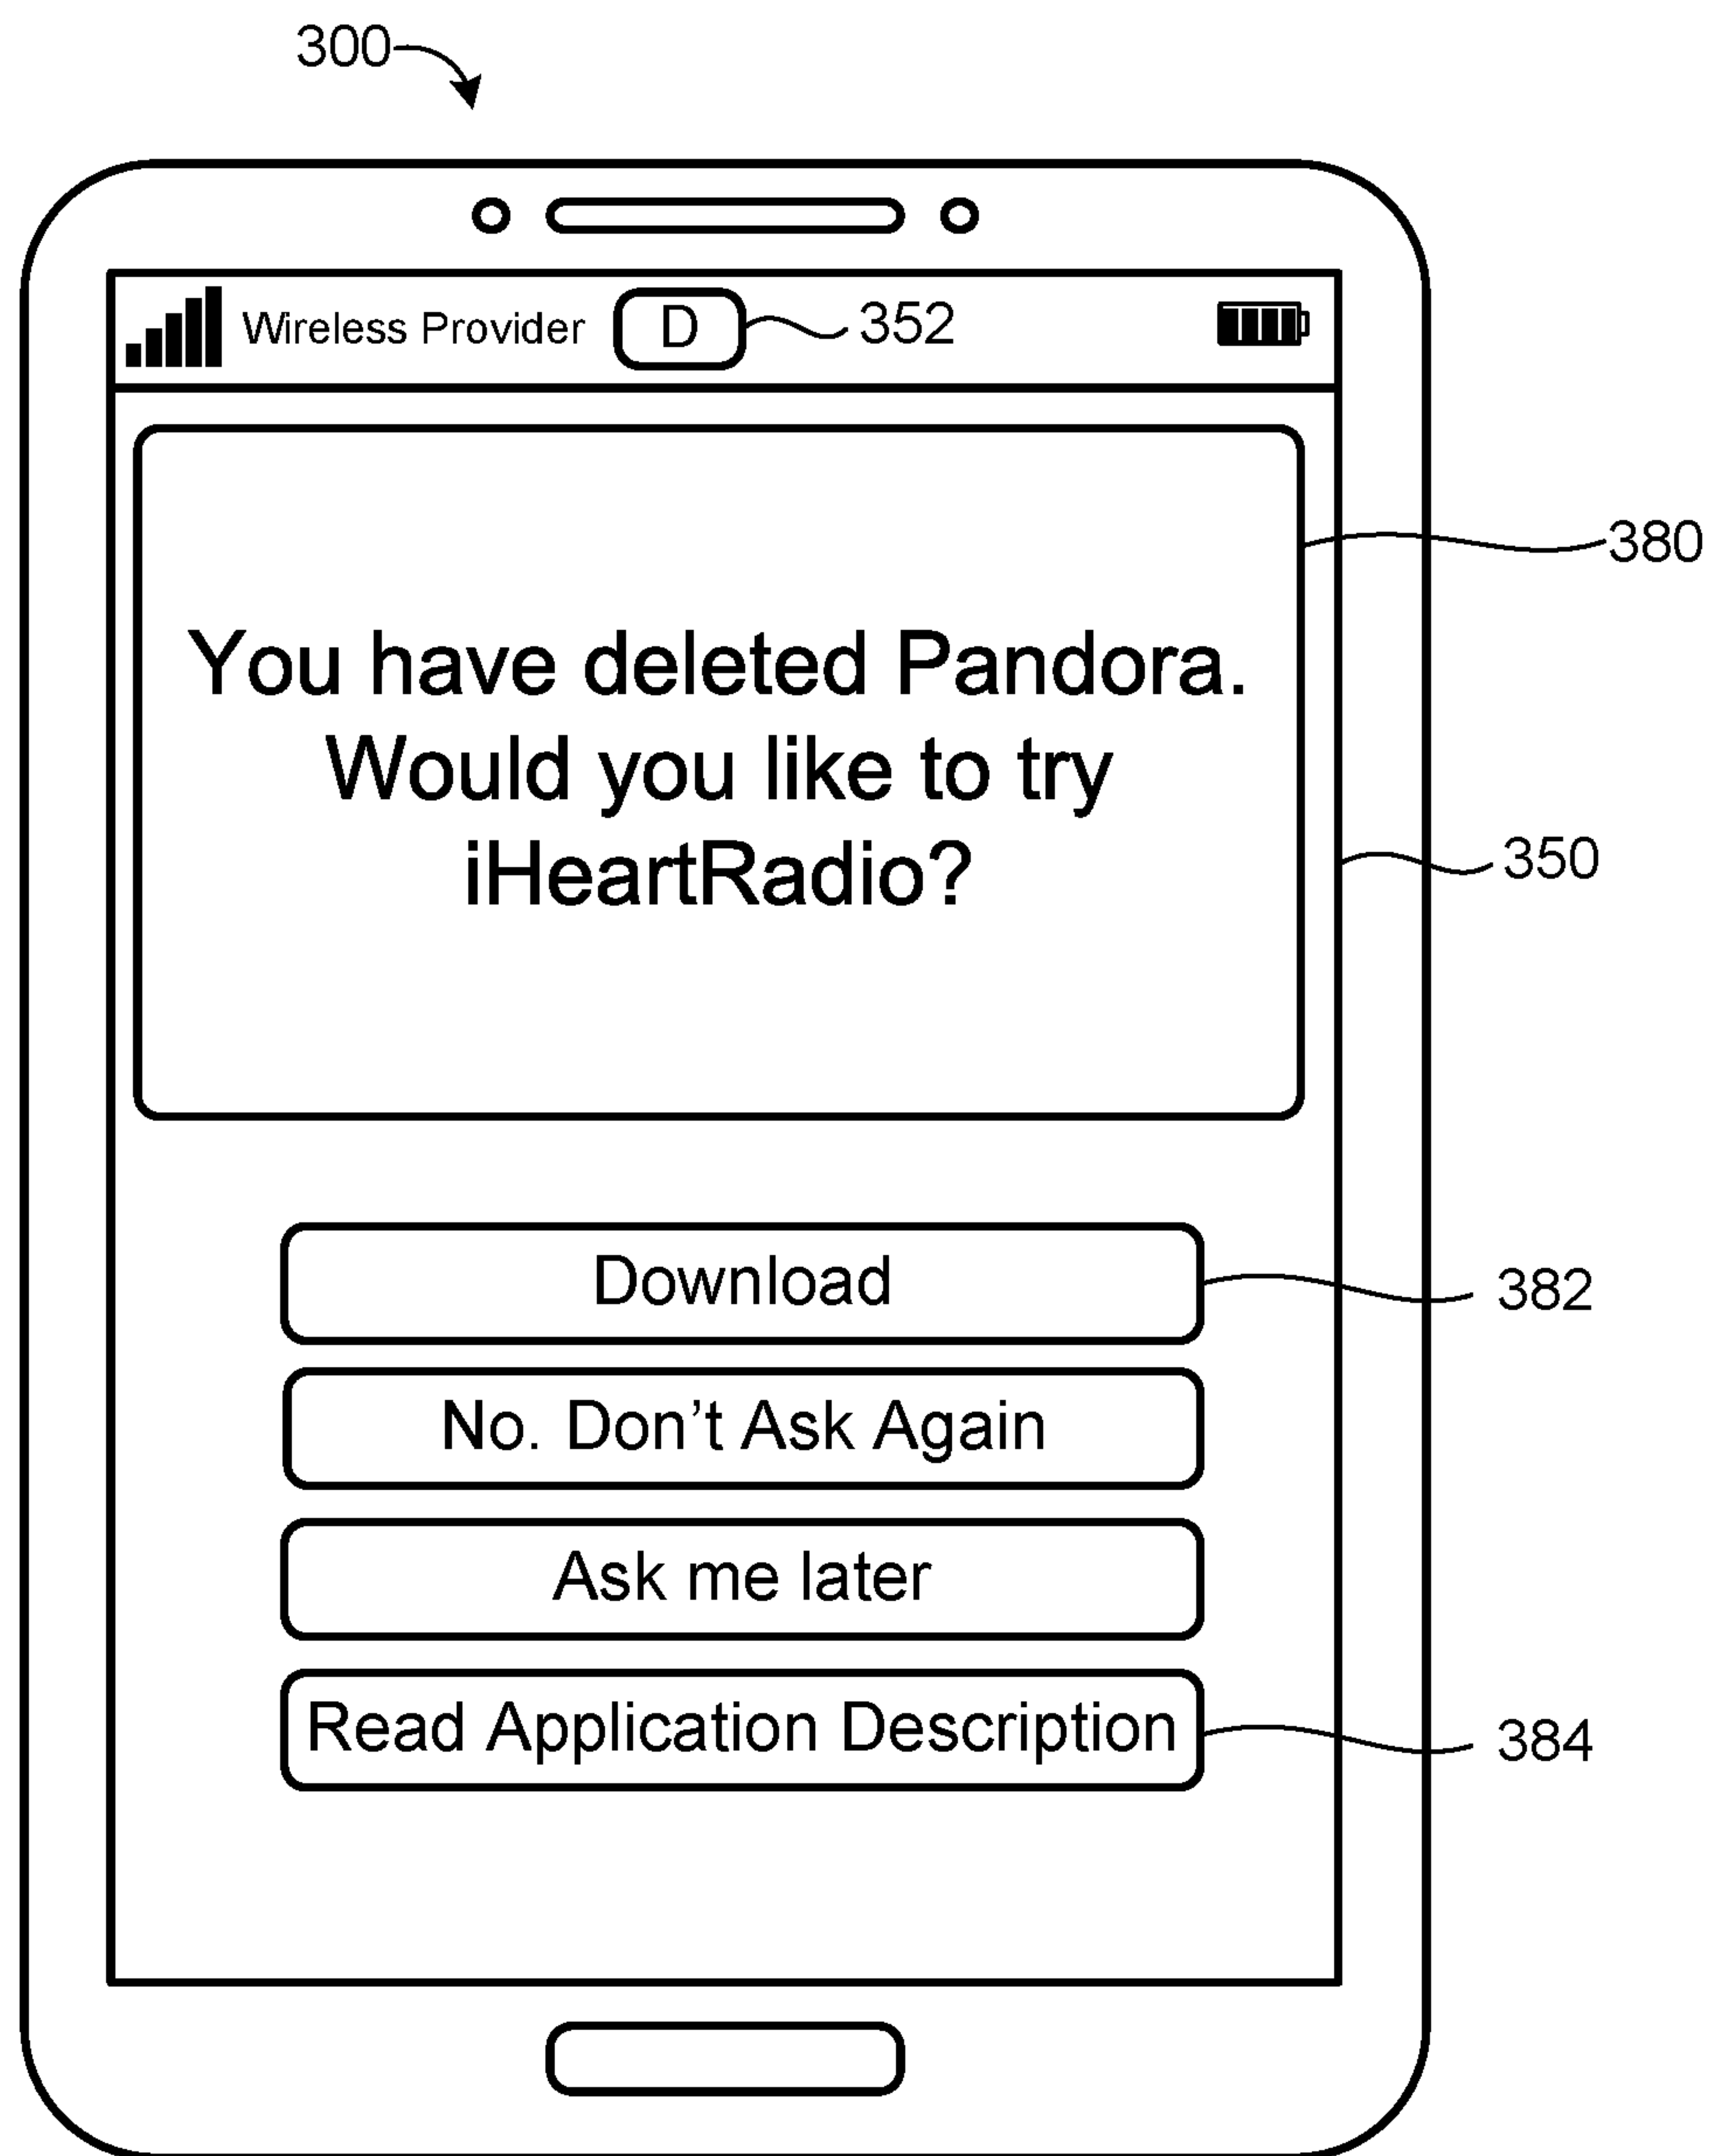 300
Wireless Provider D 352
380
You have deleted Pandora.
Would you like to try
iHeartRadio?
350
Download 382
No. Don't Ask Again
Ask me later
Read Application Description 384